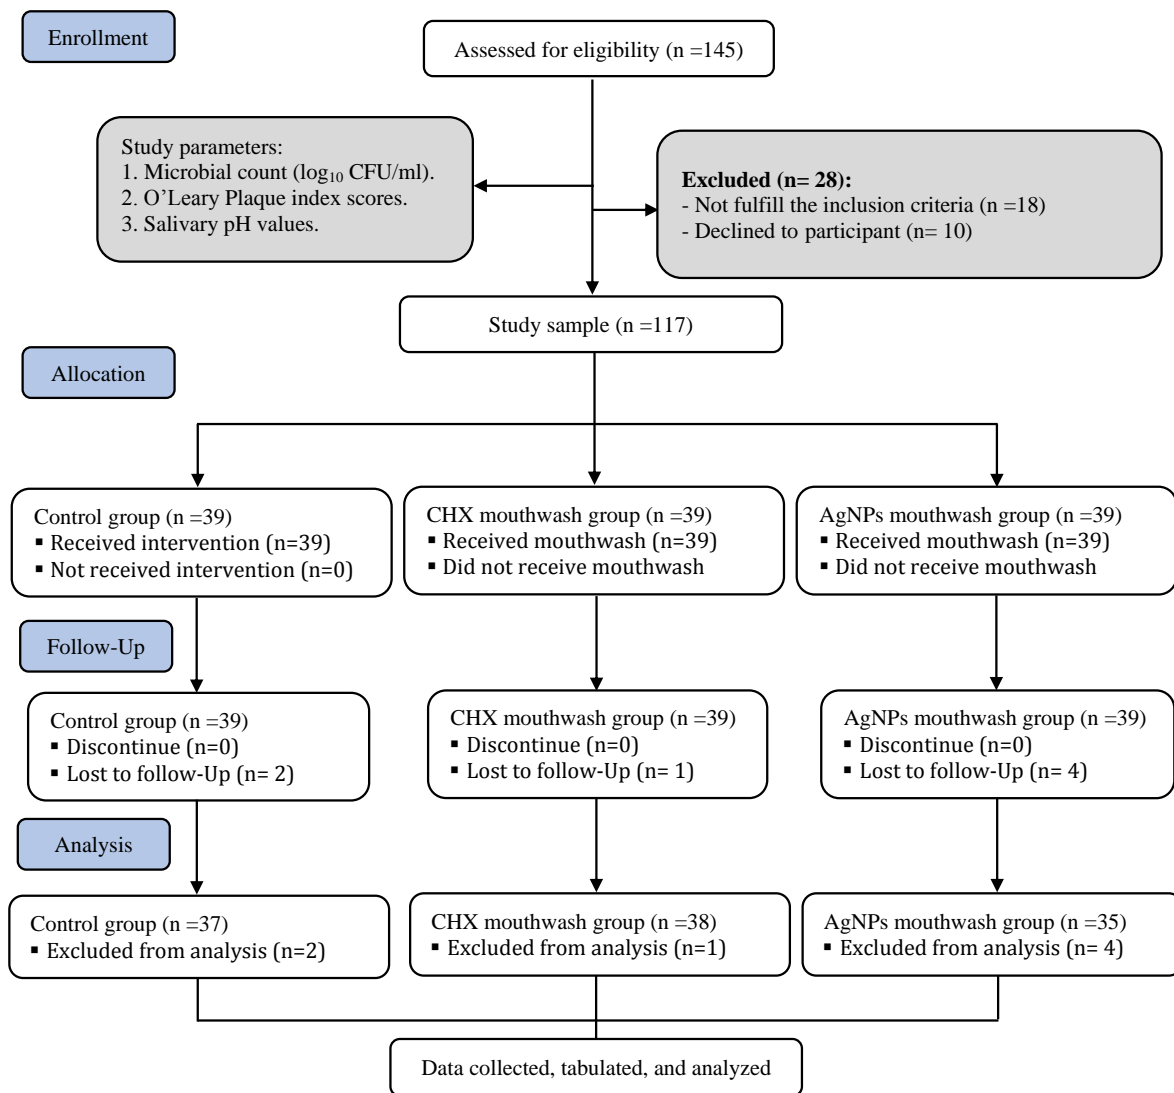 Enrollment
Assessed for eligibility (n =145)
Study parameters:
1. Microbial count (log₁₀ CFU/ml).
2. O’Leary Plaque index scores.
3. Salivary pH values.
Excluded (n= 28):
- Not fulfill the inclusion criteria (n =18)
- Declined to participant (n= 10)
Study sample (n =117)
Allocation
Control group (n =39)
▪ Received intervention (n=39)
▪ Not received intervention (n=0)
CHX mouthwash group (n =39)
▪ Received mouthwash (n=39)
▪ Did not receive mouthwash
AgNPs mouthwash group (n =39)
▪ Received mouthwash (n=39)
▪ Did not receive mouthwash
Follow-Up
Control group (n =39)
▪ Discontinue (n=0)
▪ Lost to follow-Up (n= 2)
CHX mouthwash group (n =39)
▪ Discontinue (n=0)
▪ Lost to follow-Up (n= 1)
AgNPs mouthwash group (n =39)
▪ Discontinue (n=0)
▪ Lost to follow-Up (n= 4)
Analysis
Control group (n =37)
▪ Excluded from analysis (n=2)
CHX mouthwash group (n =38)
▪ Excluded from analysis (n=1)
AgNPs mouthwash group (n =35)
▪ Excluded from analysis (n= 4)
Data collected, tabulated, and analyzed